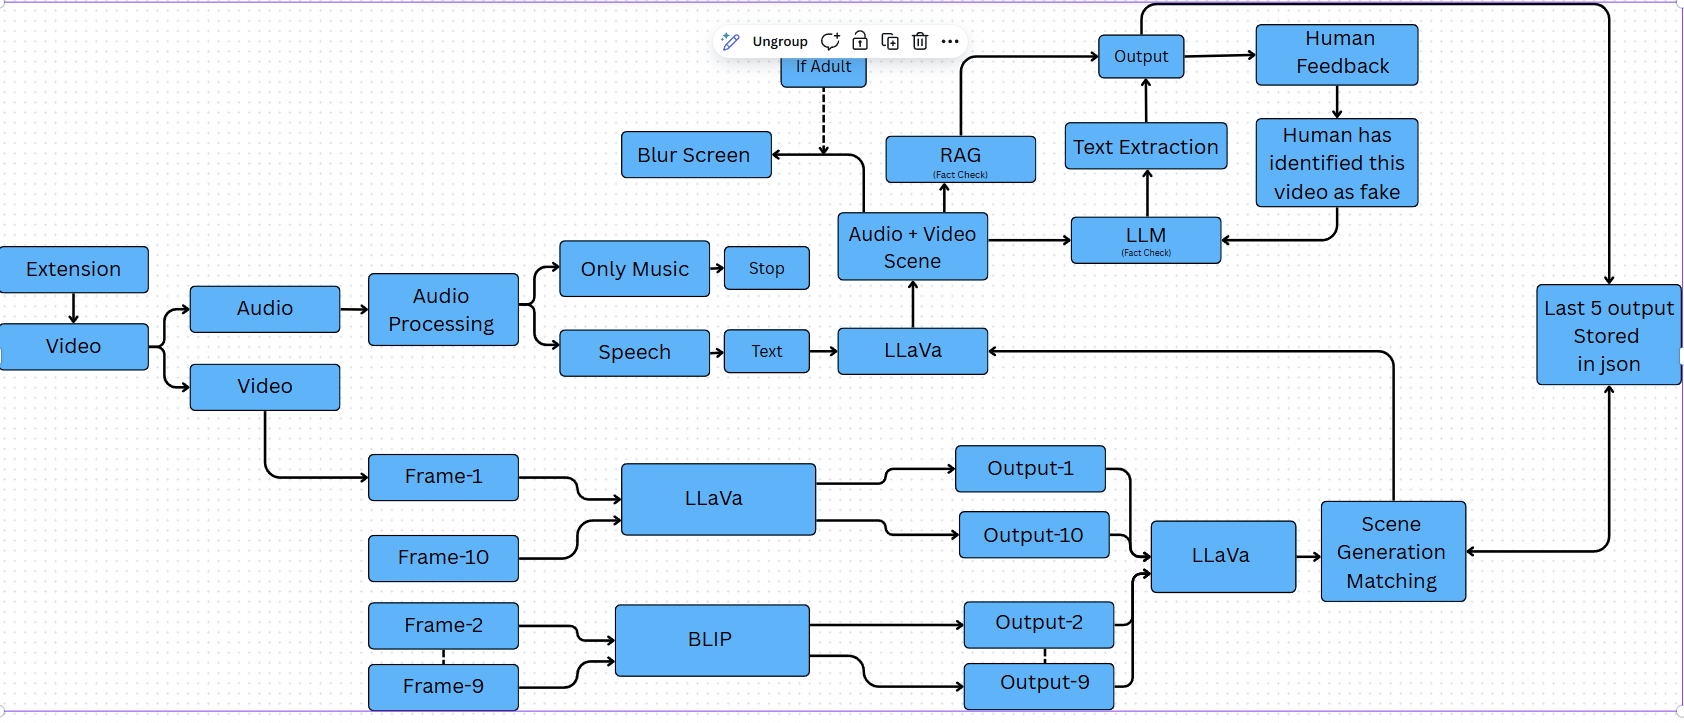 Ungroup
If Adult
Output
Human
Feedback
Blur Screen
RAG
(Fact Check)
Text Extraction
Human has
identified this
video as fake
Audio + Video
Scene
LLM
(Fact Check)
Extension
Video
Audio
Video
Audio
Processing
Only Music
Stop
Speech
Text
LLaVa
Last 5 output
Stored
in json
Frame-1
Frame-10
LLaVa
Output-1
Output-10
LLaVa
Scene
Generation
Matching
Frame-2
Frame-9
BLIP
Output-2
Output-9